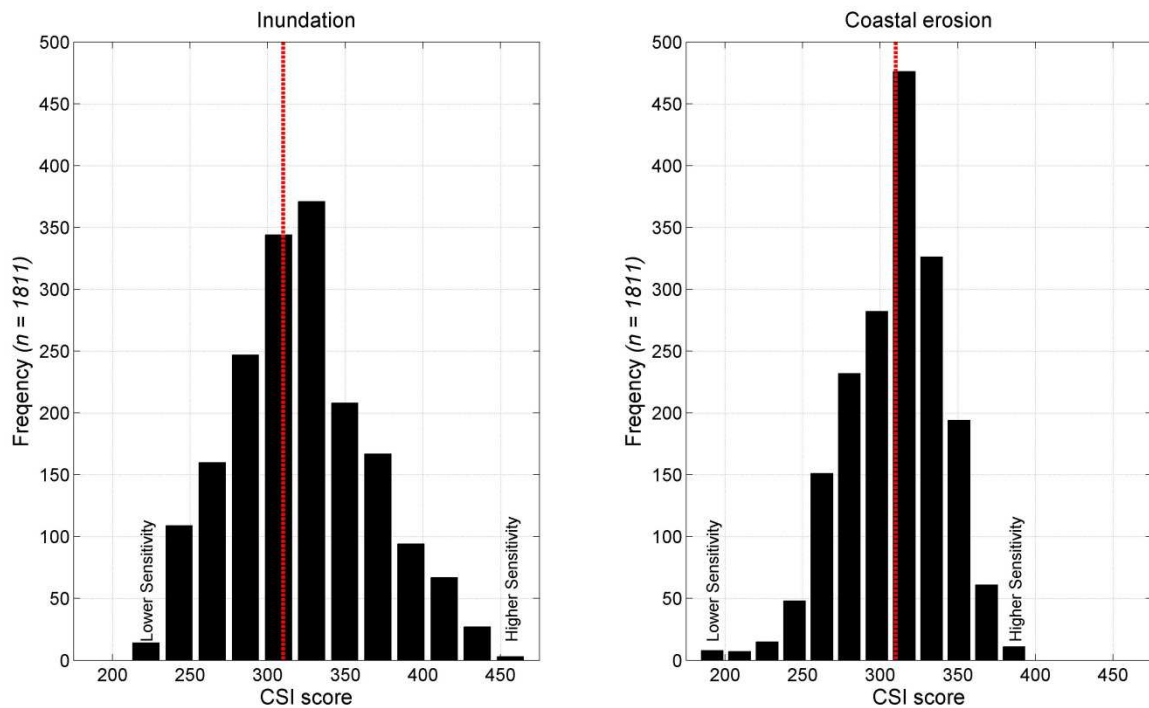 Inundation
500
450
400
350
300
250
200
150
100
50
0
Freqency (n = 1811)
Lower Sensitivity
Higher Sensitivity
200 250 300 350 400 450
CSI score
Coastal erosion
500
450
400
350
300
250
200
150
100
50
0
Freqency (n = 1811)
Lower Sensitivity
Higher Sensitivity
200 250 300 350 400 450
CSI score